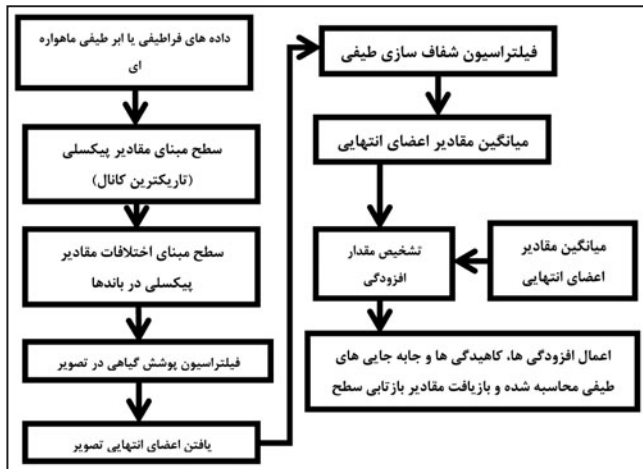 داده های فراطیفی یا ابر طیفی ماهواره
ای
سطح مبنای مقادیر پیکسلی
(تاریکترین کانال)
سطح مبنای اختلافات مقادیر
پیکسلی در باندها
فیلتراسیون پوشش گیاهی در تصویر
یافتن اعضای انتهایی تصویر
فیلتراسیون شفاف سازی طیفی
میانگین مقادیر اعضای انتهایی
تشخیص مقدار
افزودگی
میانگین مقادیر
اعضای انتهایی
اعمال افزودگی ها، کاهیدگی ها و جابه جایی های
طیفی محاسبه شده و بازیافت مقادیر بازتابی سطح